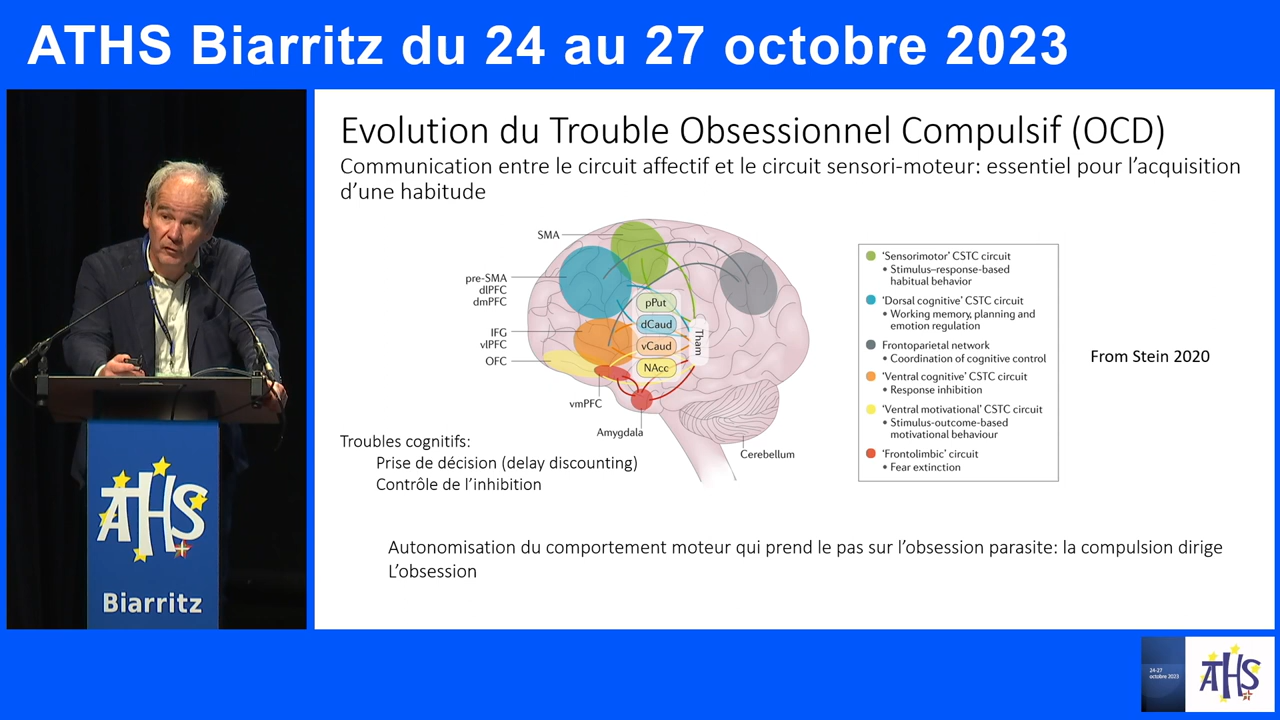 ATHS Biarritz du 24 au 27 octobre 2023
Evolution du Trouble Obsessionnel Compulsif (OCD)
Communication entre le circuit affectif et le circuit sensori-moteur: essentiel pour l'acquisition
d'une habitude
SMA
pre-SMA
dlPFC
dmPFC
IFG
vlPFC
OFC
vmPFC
Amygdala
Cerebellum
pPut
dCaud
vCaud
NAcc
Tham
'Sensorimotor' CSTC circuit
• Stimulus–response-based
habitual behavior
'Dorsal cognitive' CSTC circuit
• Working memory, planning and
emotion regulation
Frontoparietal network
• Coordination of cognitive control
'Ventral cognitive' CSTC circuit
• Response inhibition
'Ventral motivational' CSTC circuit
• Stimulus-outcome-based
motivational behaviour
'Frontolimbic' circuit
• Fear extinction
From Stein 2020
Troubles cognitifs:
Prise de décision (delay discounting)
Contrôle de l'inhibition
Autonomisation du comportement moteur qui prend le pas sur l'obsession parasite: la compulsion dirige
L'obsession
ATHS
Biarritz
24-27
octobre 2023
ATHS